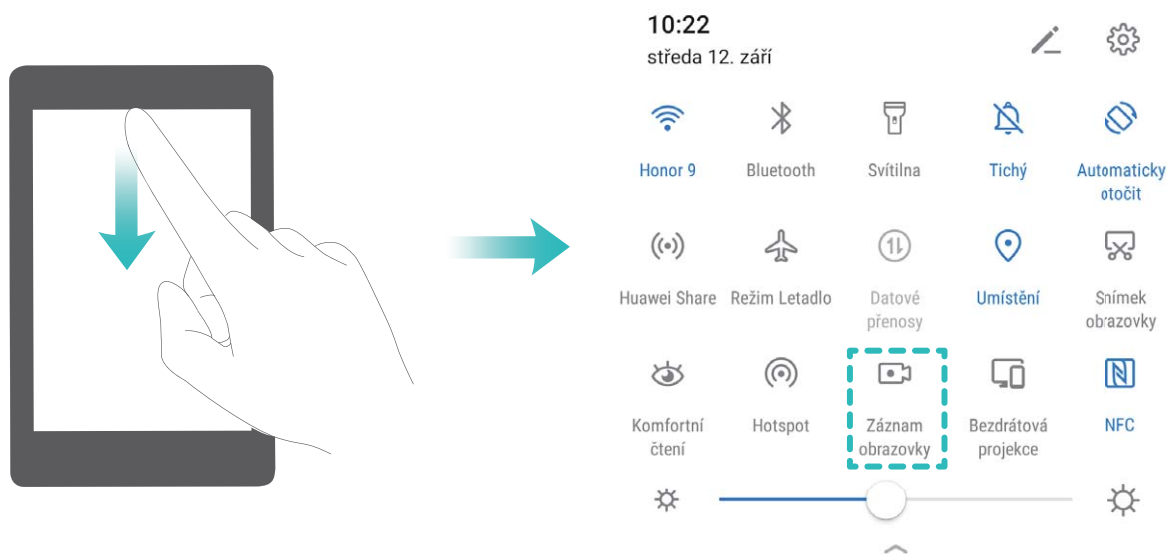 10:22
středa 12. září
Honor 9
Bluetooth
Svítilna
Tichý
Automaticky
otočit
Huawei Share
Režim Letadlo
Datové
přenosy
Umístění
Snímek
obrazovky
Komfortní
čtení
Hotspot
Záznam
obrazovky
Bezdrátová
projekce
NFC